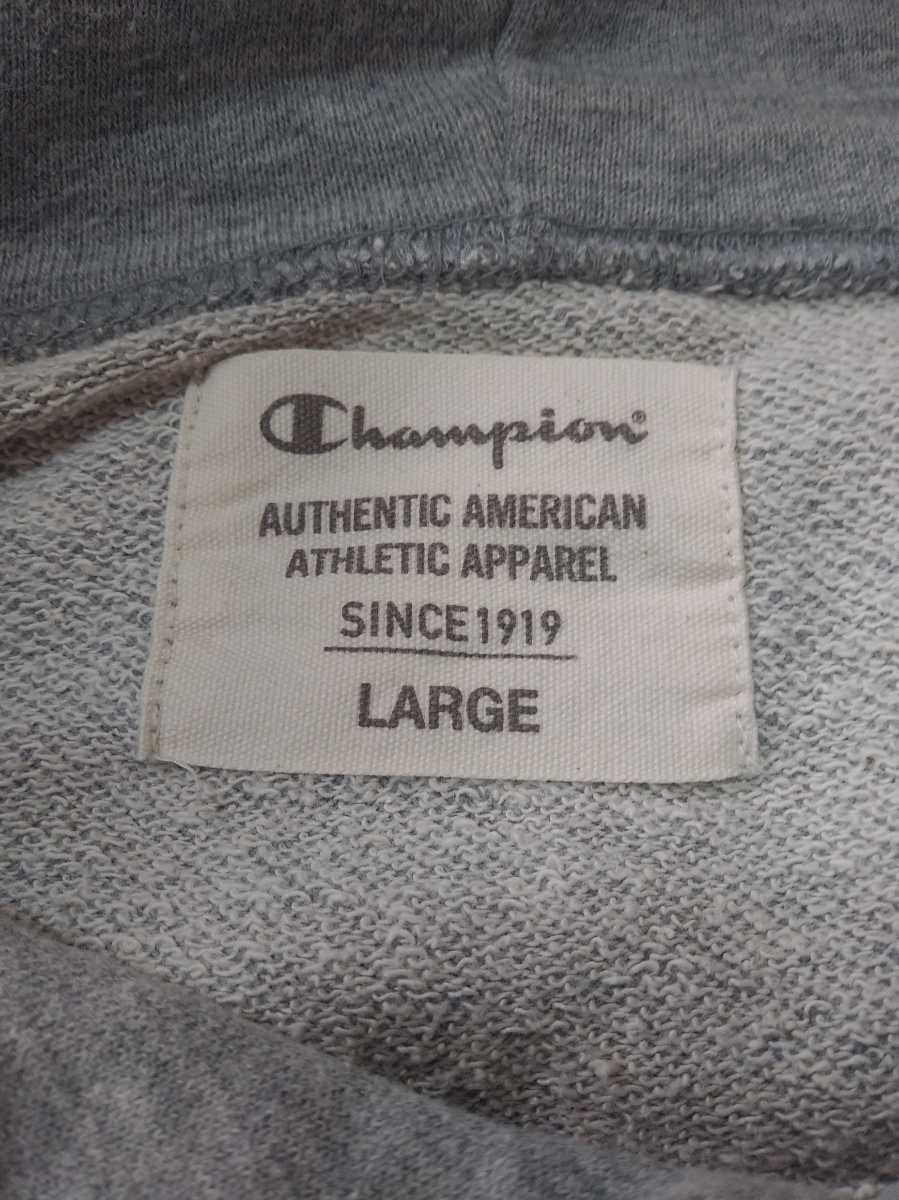 Champion®
AUTHENTIC AMERICAN
ATHLETIC APPAREL
SINCE 1919
LARGE